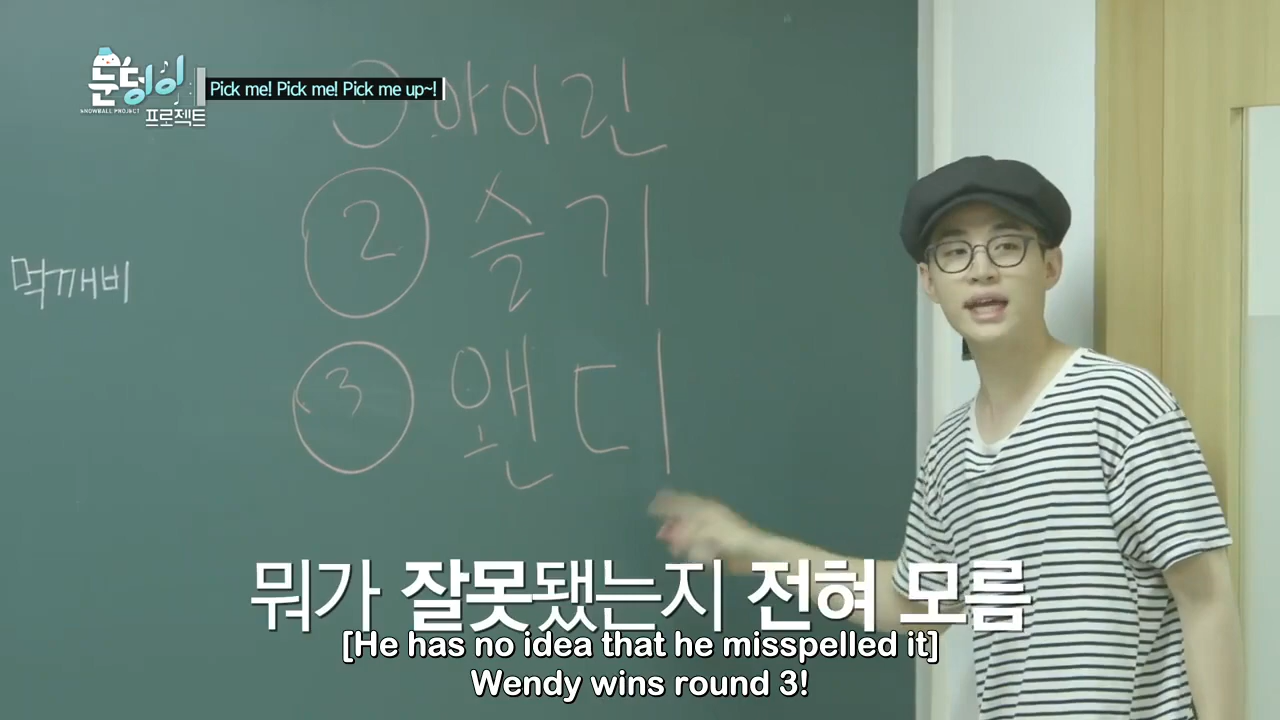 눈덩이
SNOWBALL PROJECT
프로젝트
Pick me! Pick me! Pick me up~!
아이린
2 슬기
먹깨비
3 왠디
뭐가 잘못됐는지 전혀 모름
[He has no idea that he misspelled it]
Wendy wins round 3!